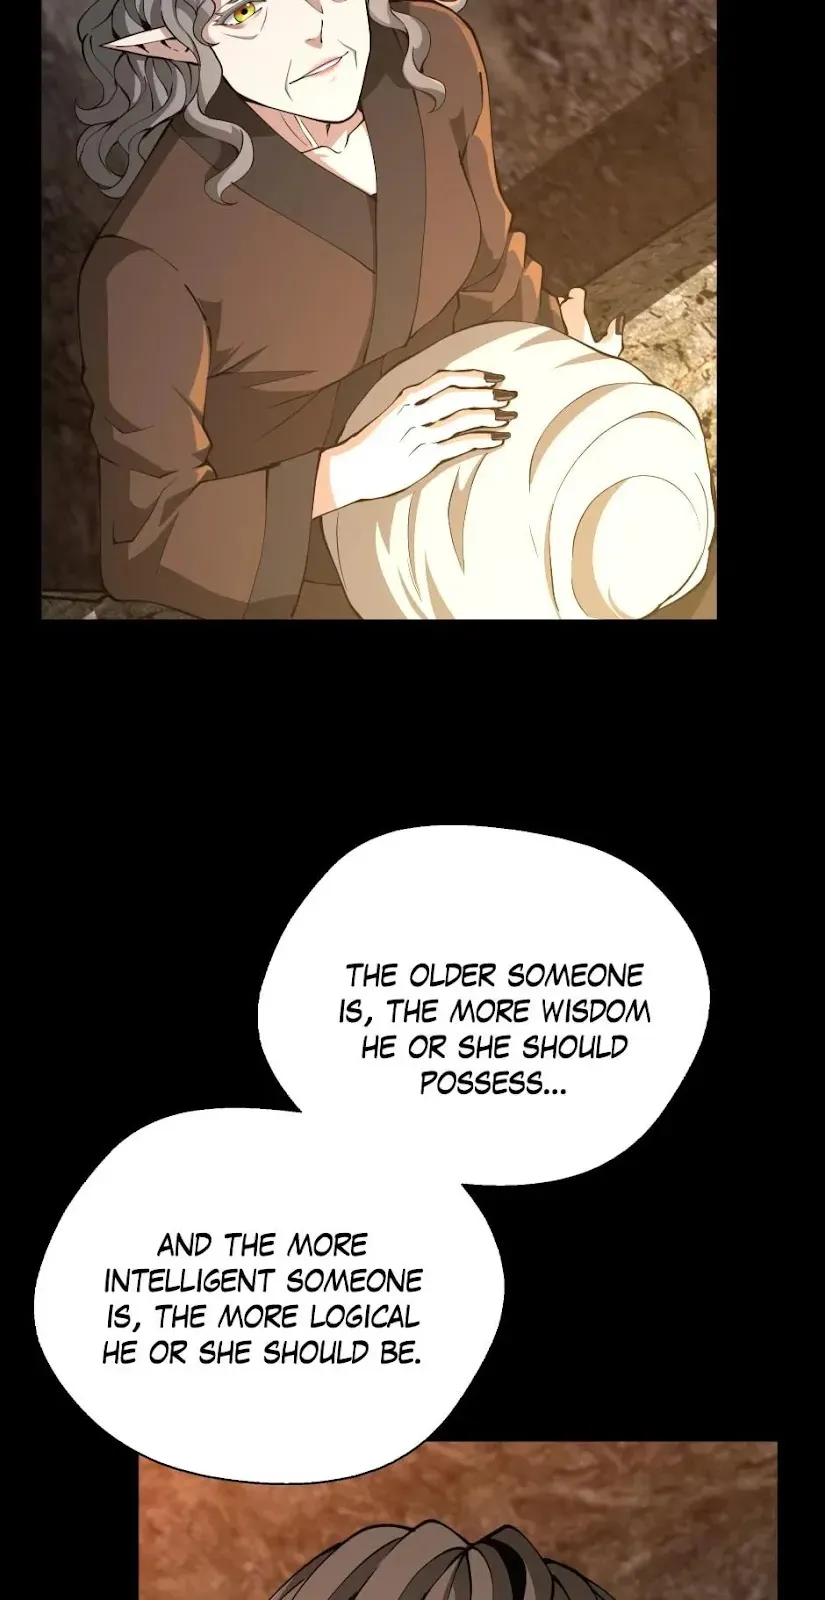 THE OLDER SOMEONE
IS, THE MORE WISDOM
HE OR SHE SHOULD
POSSESS...
AND THE MORE
INTELLIGENT SOMEONE
IS, THE MORE LOGICAL
HE OR SHE SHOULD BE.